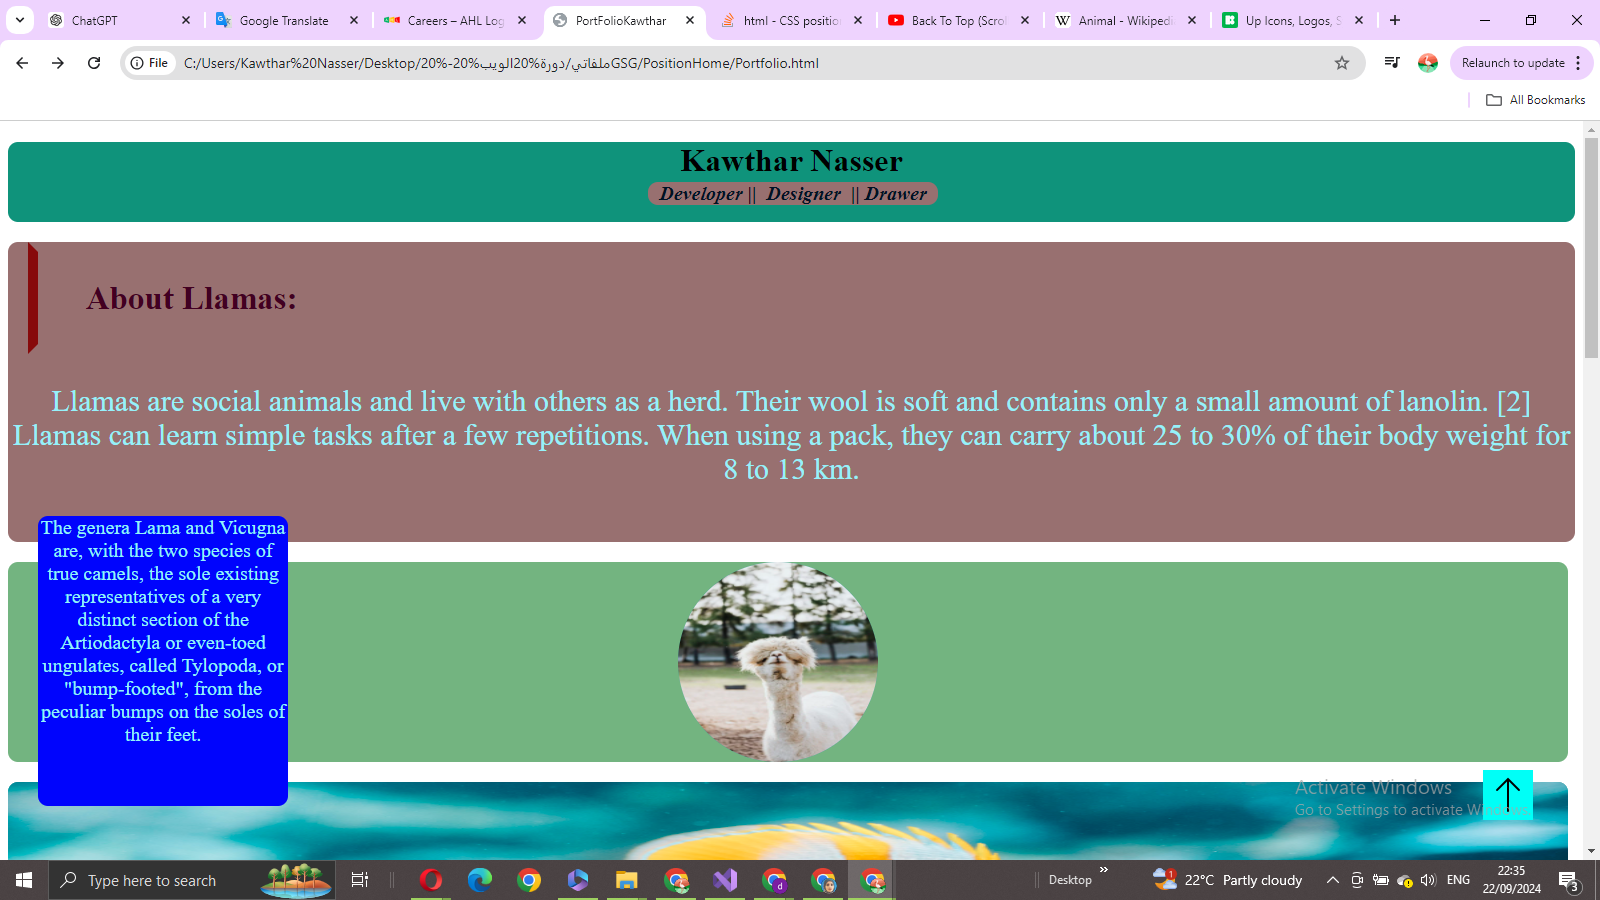 ChatGPT
Google Translate
Careers – AHL Log
PortFolioKawthar
html - CSS positio
Back To Top (Scrol
Animal - Wikipedi
Up Icons, Logos, S
File
C:/Users/Kawthar%20Nasser/Desktop/ملفاتي/دورة%20الويب%20-%20GSG/PositionHome/Portfolio.html
Relaunch to update
All Bookmarks
Kawthar Nasser
Developer || Designer || Drawer
About Llamas:
Llamas are social animals and live with others as a herd. Their wool is soft and contains only a small amount of lanolin. [2]
Llamas can learn simple tasks after a few repetitions. When using a pack, they can carry about 25 to 30% of their body weight for
8 to 13 km.
The genera Lama and Vicugna
are, with the two species of
true camels, the sole existing
representatives of a very
distinct section of the
Artiodactyla or even-toed
ungulates, called Tylopoda, or
"bump-footed", from the
peculiar bumps on the soles of
their feet.
Activate Windows
Go to Settings to activate Windows.
Type here to search
Desktop
1
22°C Partly cloudy
ENG
22:35
22/09/2024
3